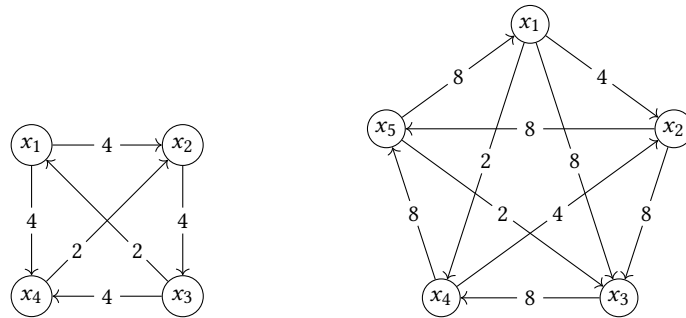 x₁
8 4
x₅ 8 x₂
x₁ 4 x₂
2 8
4 4 8 2 4 8
2 2
x₄ 4 x₃ x₄ 8 x₃